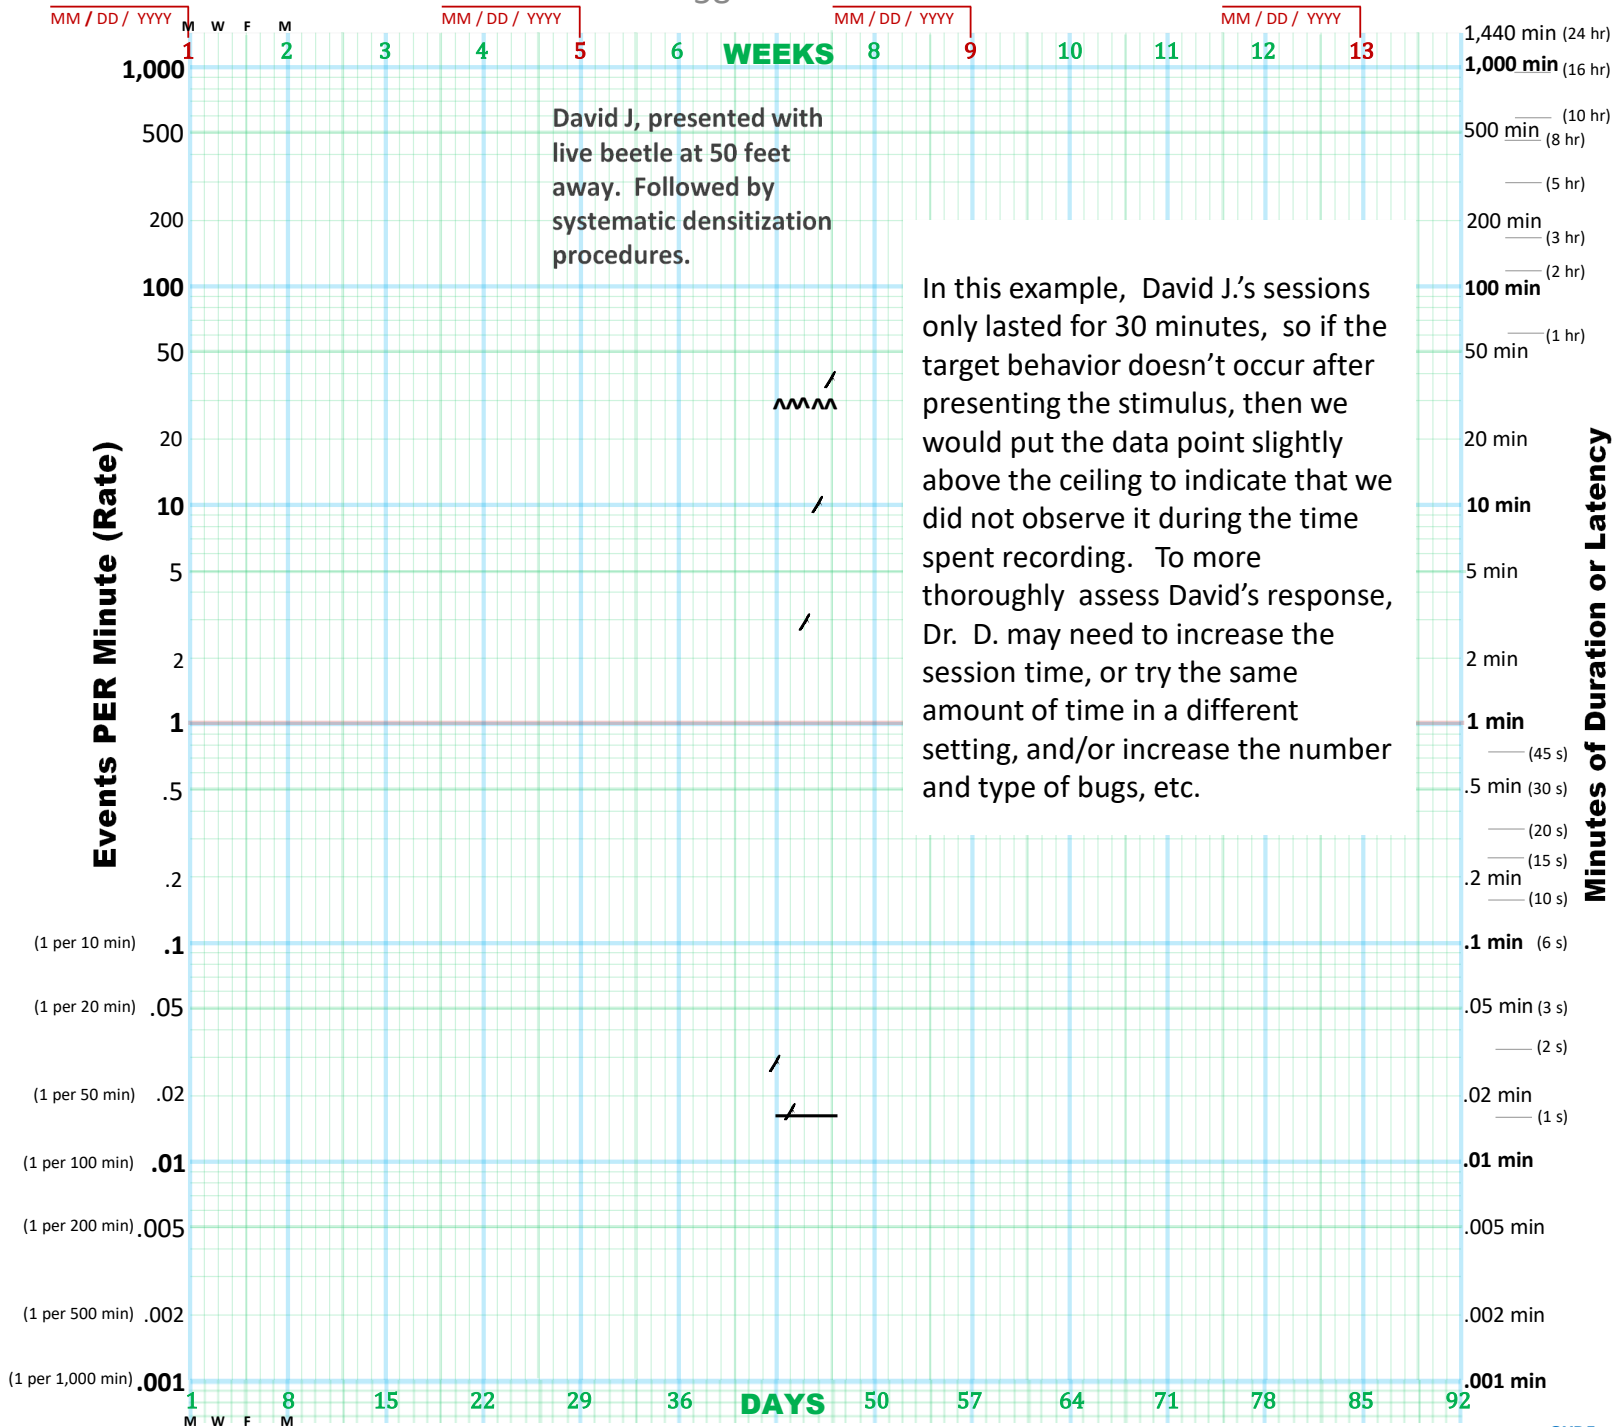 MM / DD / YYYY MM / DD / YYYY MM / DD / YYYY MM / DD / YYYY
M W F M
1 2 3 4 5 6 WEEKS 8 9 10 11 12 13
1,000
500
200
100
50
20
10
5
2
1
.5
.2
(1 per 10 min) .1
(1 per 20 min) .05
(1 per 50 min) .02
(1 per 100 min) .01
(1 per 200 min) .005
(1 per 500 min) .002
(1 per 1,000 min) .001
Events PER Minute (Rate)
David J, presented with
live beetle at 50 feet
away. Followed by
systematic densitization
procedures.
In this example, David J.'s sessions
only lasted for 30 minutes, so if the
target behavior doesn't occur after
presenting the stimulus, then we
would put the data point slightly
above the ceiling to indicate that we
did not observe it during the time
spent recording. To more
thoroughly assess David's response,
Dr. D. may need to increase the
session time, or try the same
amount of time in a different
setting, and/or increase the number
and type of bugs, etc.
1,440 min (24 hr)
1,000 min (16 hr)
(10 hr)
500 min
(8 hr)
(5 hr)
200 min
(3 hr)
(2 hr)
100 min
(1 hr)
50 min
20 min
10 min
5 min
2 min
1 min
(45 s)
.5 min (30 s)
(20 s)
(15 s)
.2 min
(10 s)
.1 min (6 s)
.05 min (3 s)
(2 s)
.02 min
(1 s)
.01 min
.005 min
.002 min
.001 min
Minutes of Duration or Latency
1 8 15 22 29 36 DAYS 50 57 64 71 78 85 92
M W F M